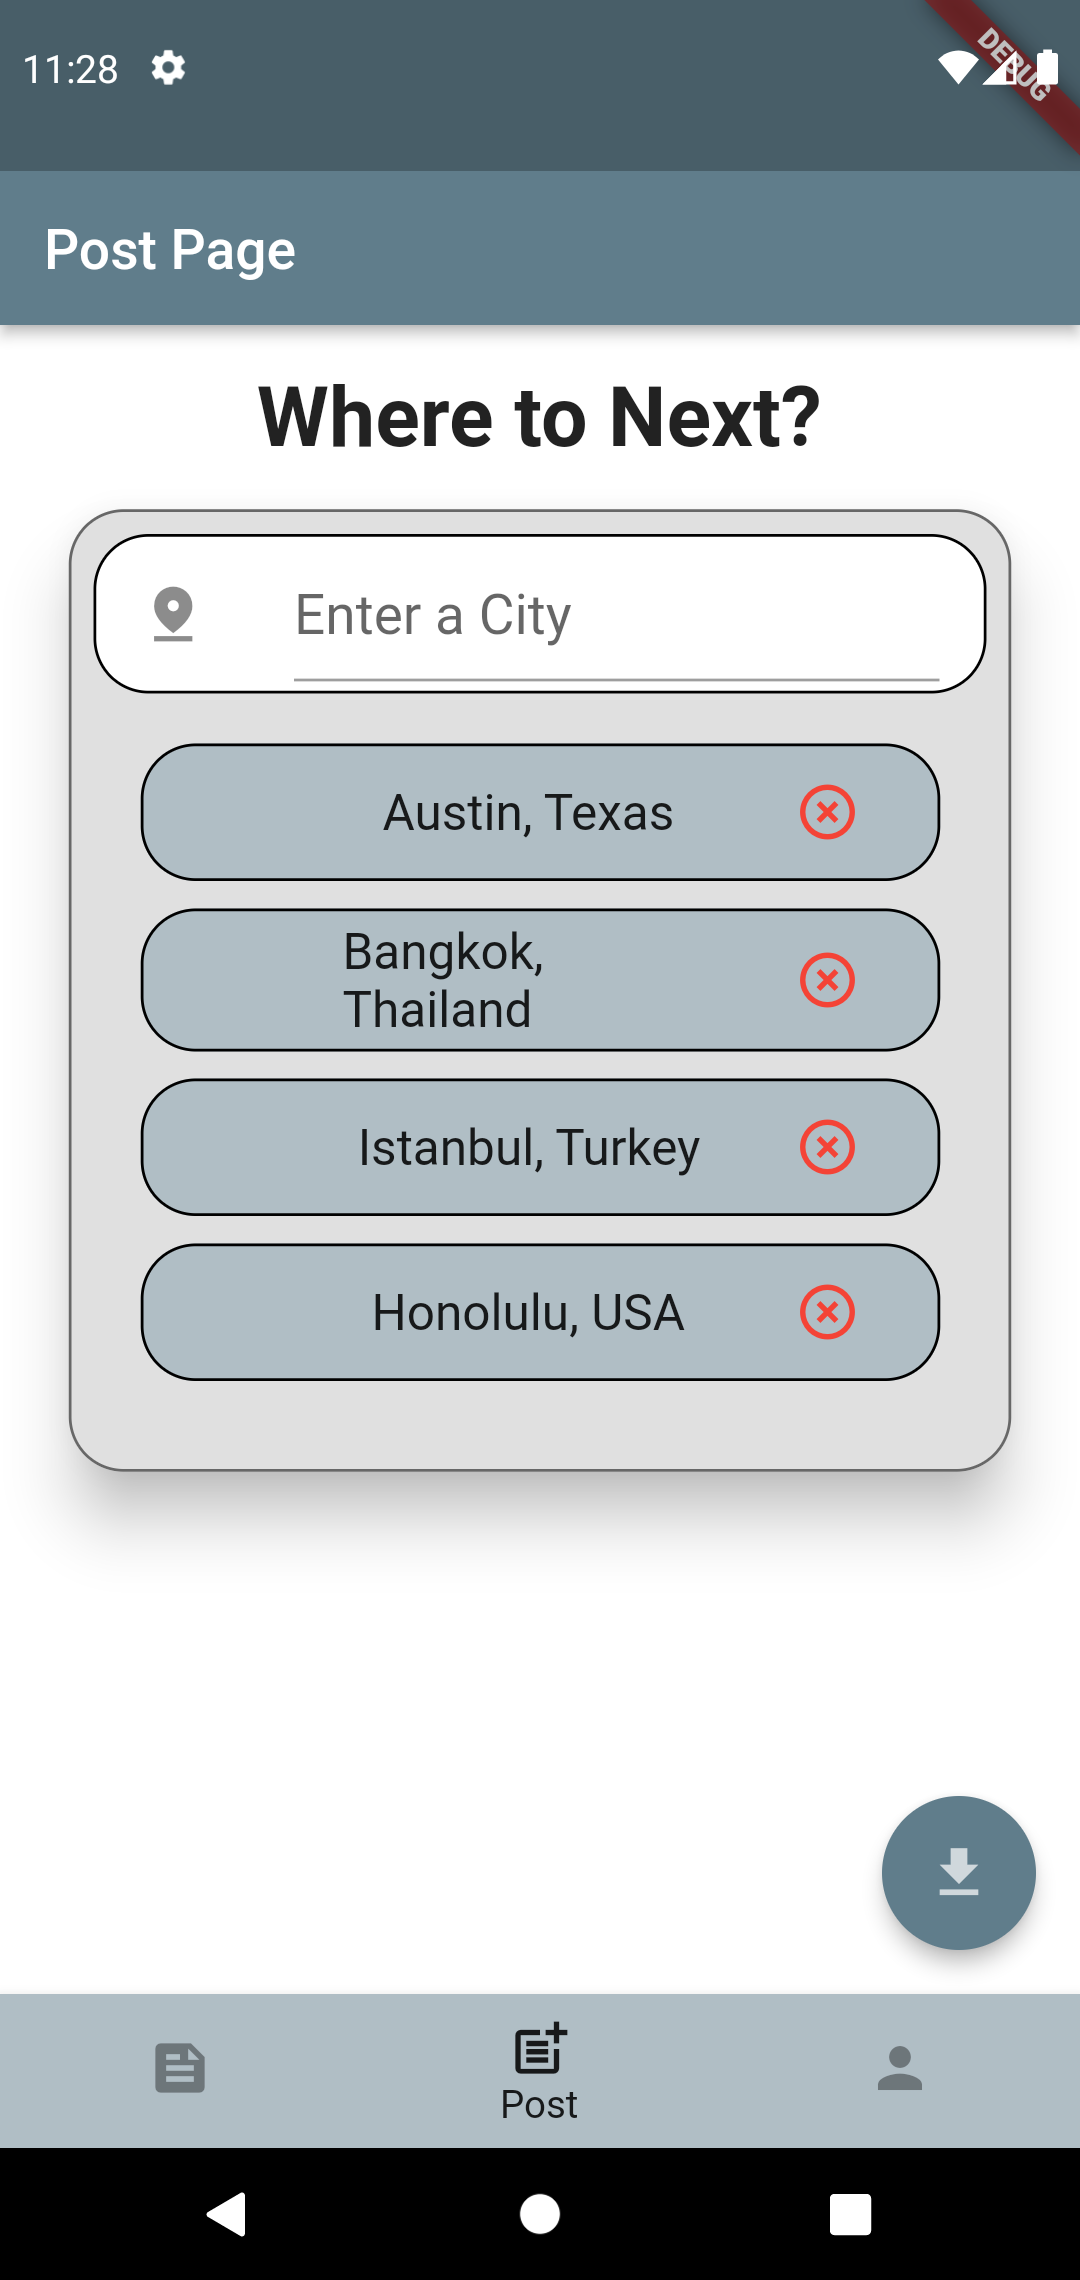 11:28
DEBUG
Post Page
Where to Next?
Enter a City
Austin, Texas
Bangkok,
Thailand
Istanbul, Turkey
Honolulu, USA
Post